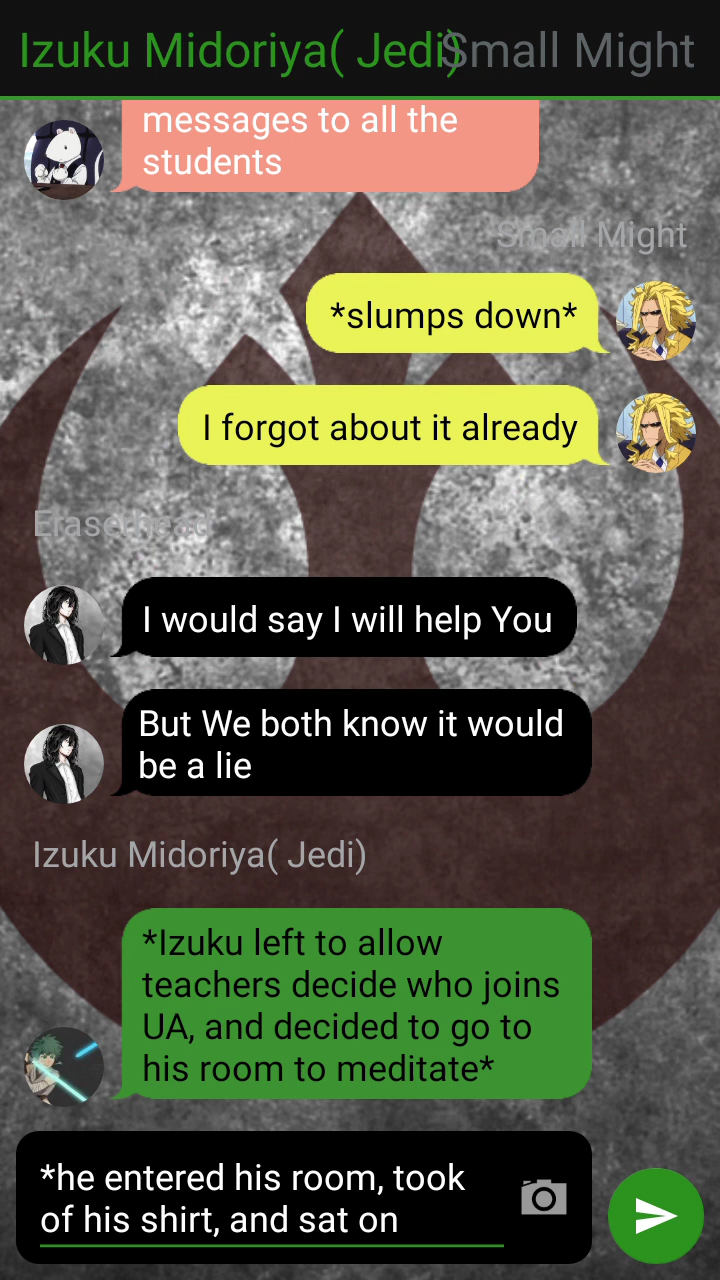 Izuku Midoriya( Jedi)
Small Might
messages to all the
students
Small Might
*slumps down*
I forgot about it already
Eraserhead
I would say I will help You
But We both know it would
be a lie
Izuku Midoriya( Jedi)
*Izuku left to allow
teachers decide who joins
UA, and decided to go to
his room to meditate*
*he entered his room, took
of his shirt, and sat on